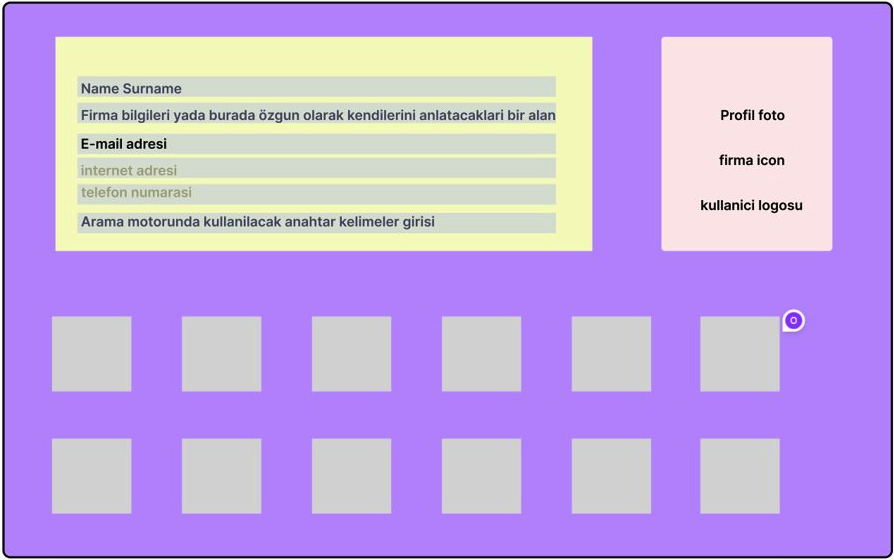 Name Surname
Firma bilgileri yada burada özgun olarak kendilerini anlatacaklari bir alan
E-mail adresi
internet adresi
telefon numarasi
Arama motorunda kullanilacak anahtar kelimeler girisi
Profil foto
firma icon
kullanici logosu
O